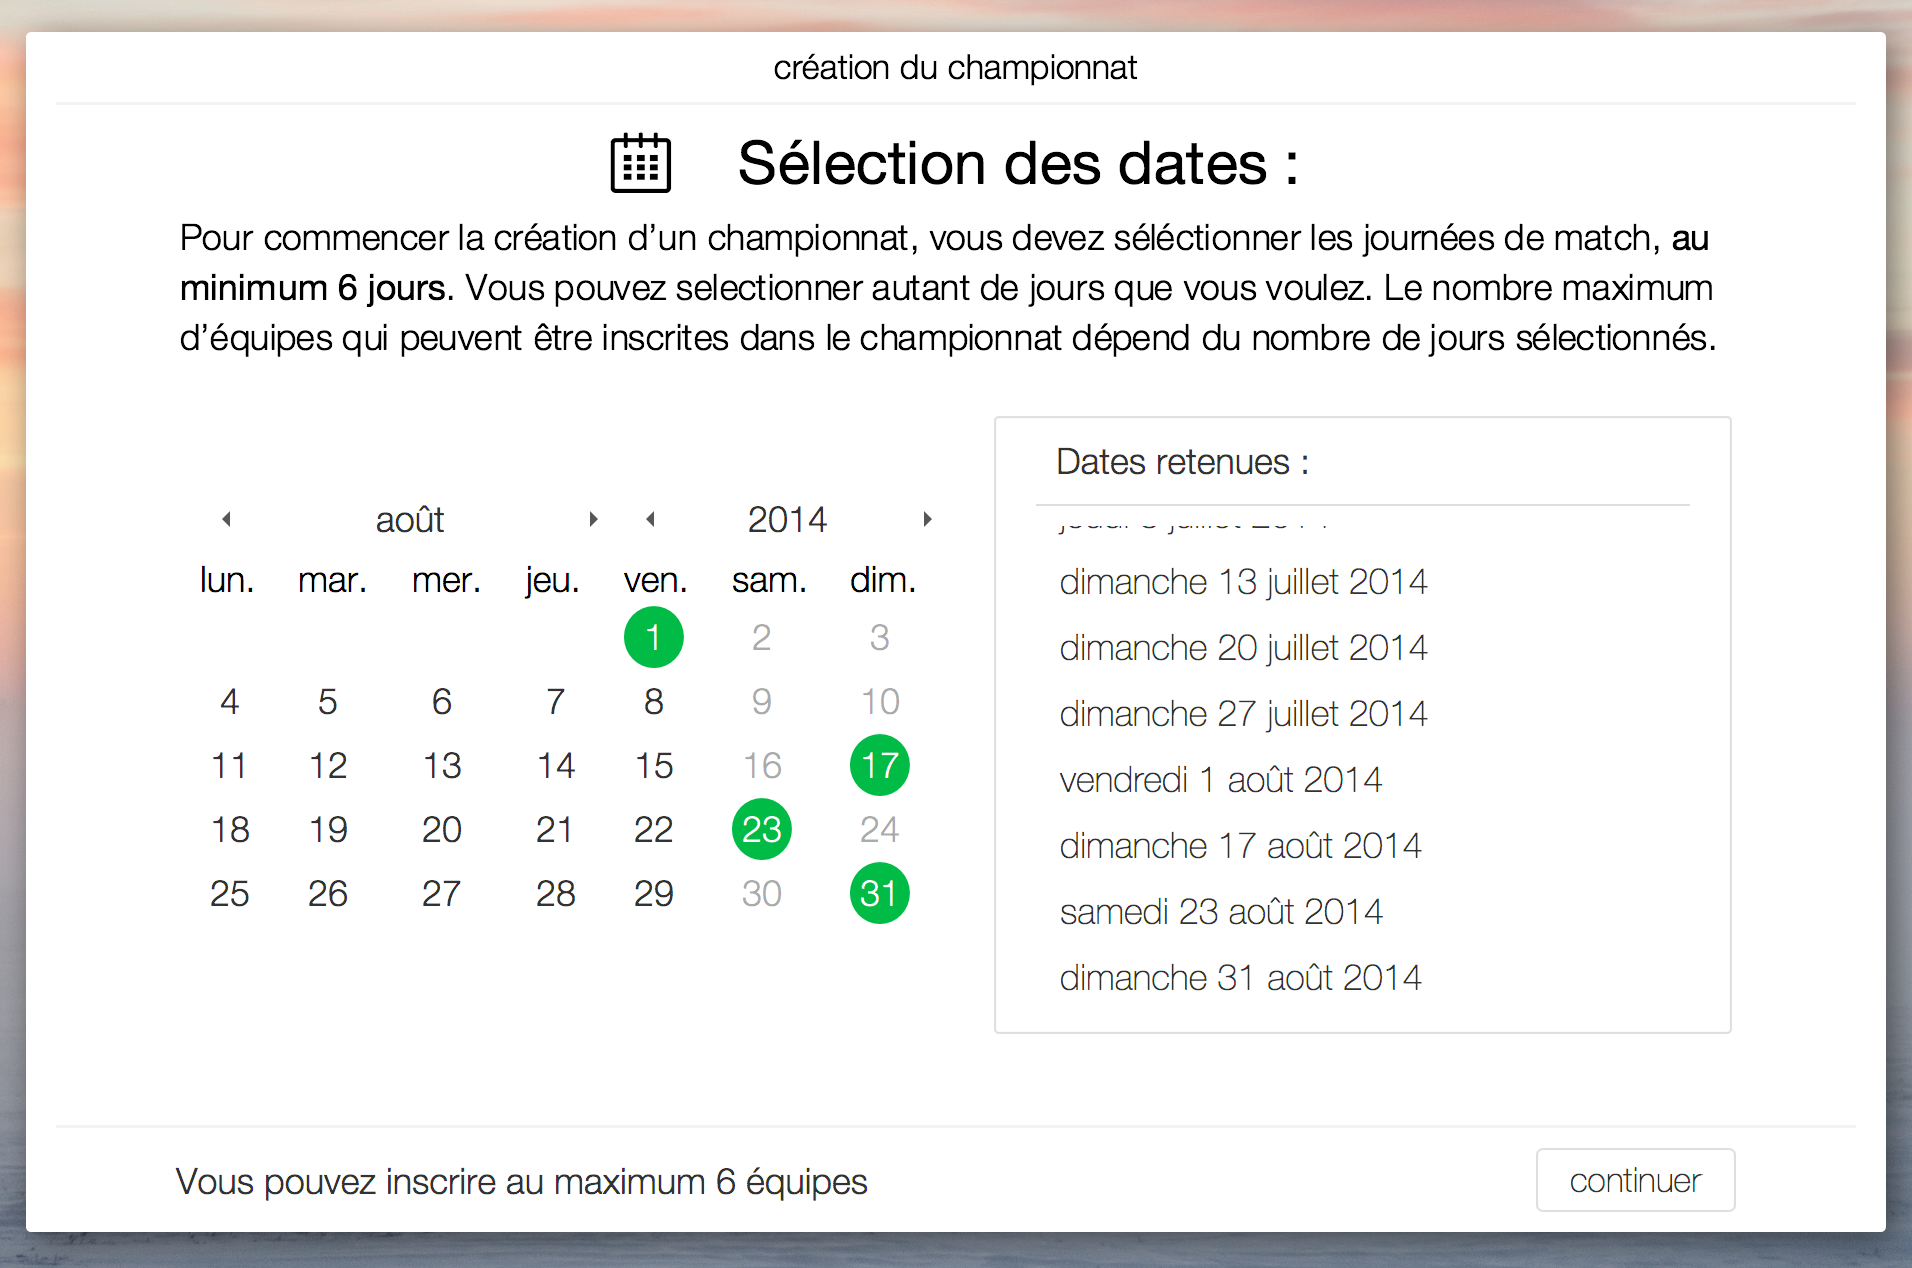 création du championnat
Sélection des dates :
Pour commencer la création d’un championnat, vous devez séléctionner les journées de match, au
minimum 6 jours. Vous pouvez selectionner autant de jours que vous voulez. Le nombre maximum
d’équipes qui peuvent être inscrites dans le championnat dépend du nombre de jours sélectionnés.
août 2014
lun. mar. mer. jeu. ven. sam. dim.
1 2 3
4 5 6 7 8 9 10
11 12 13 14 15 16 17
18 19 20 21 22 23 24
25 26 27 28 29 30 31
Dates retenues :
juillet 2014
dimanche 13 juillet 2014
dimanche 20 juillet 2014
dimanche 27 juillet 2014
vendredi 1 août 2014
dimanche 17 août 2014
samedi 23 août 2014
dimanche 31 août 2014
Vous pouvez inscrire au maximum 6 équipes
continuer